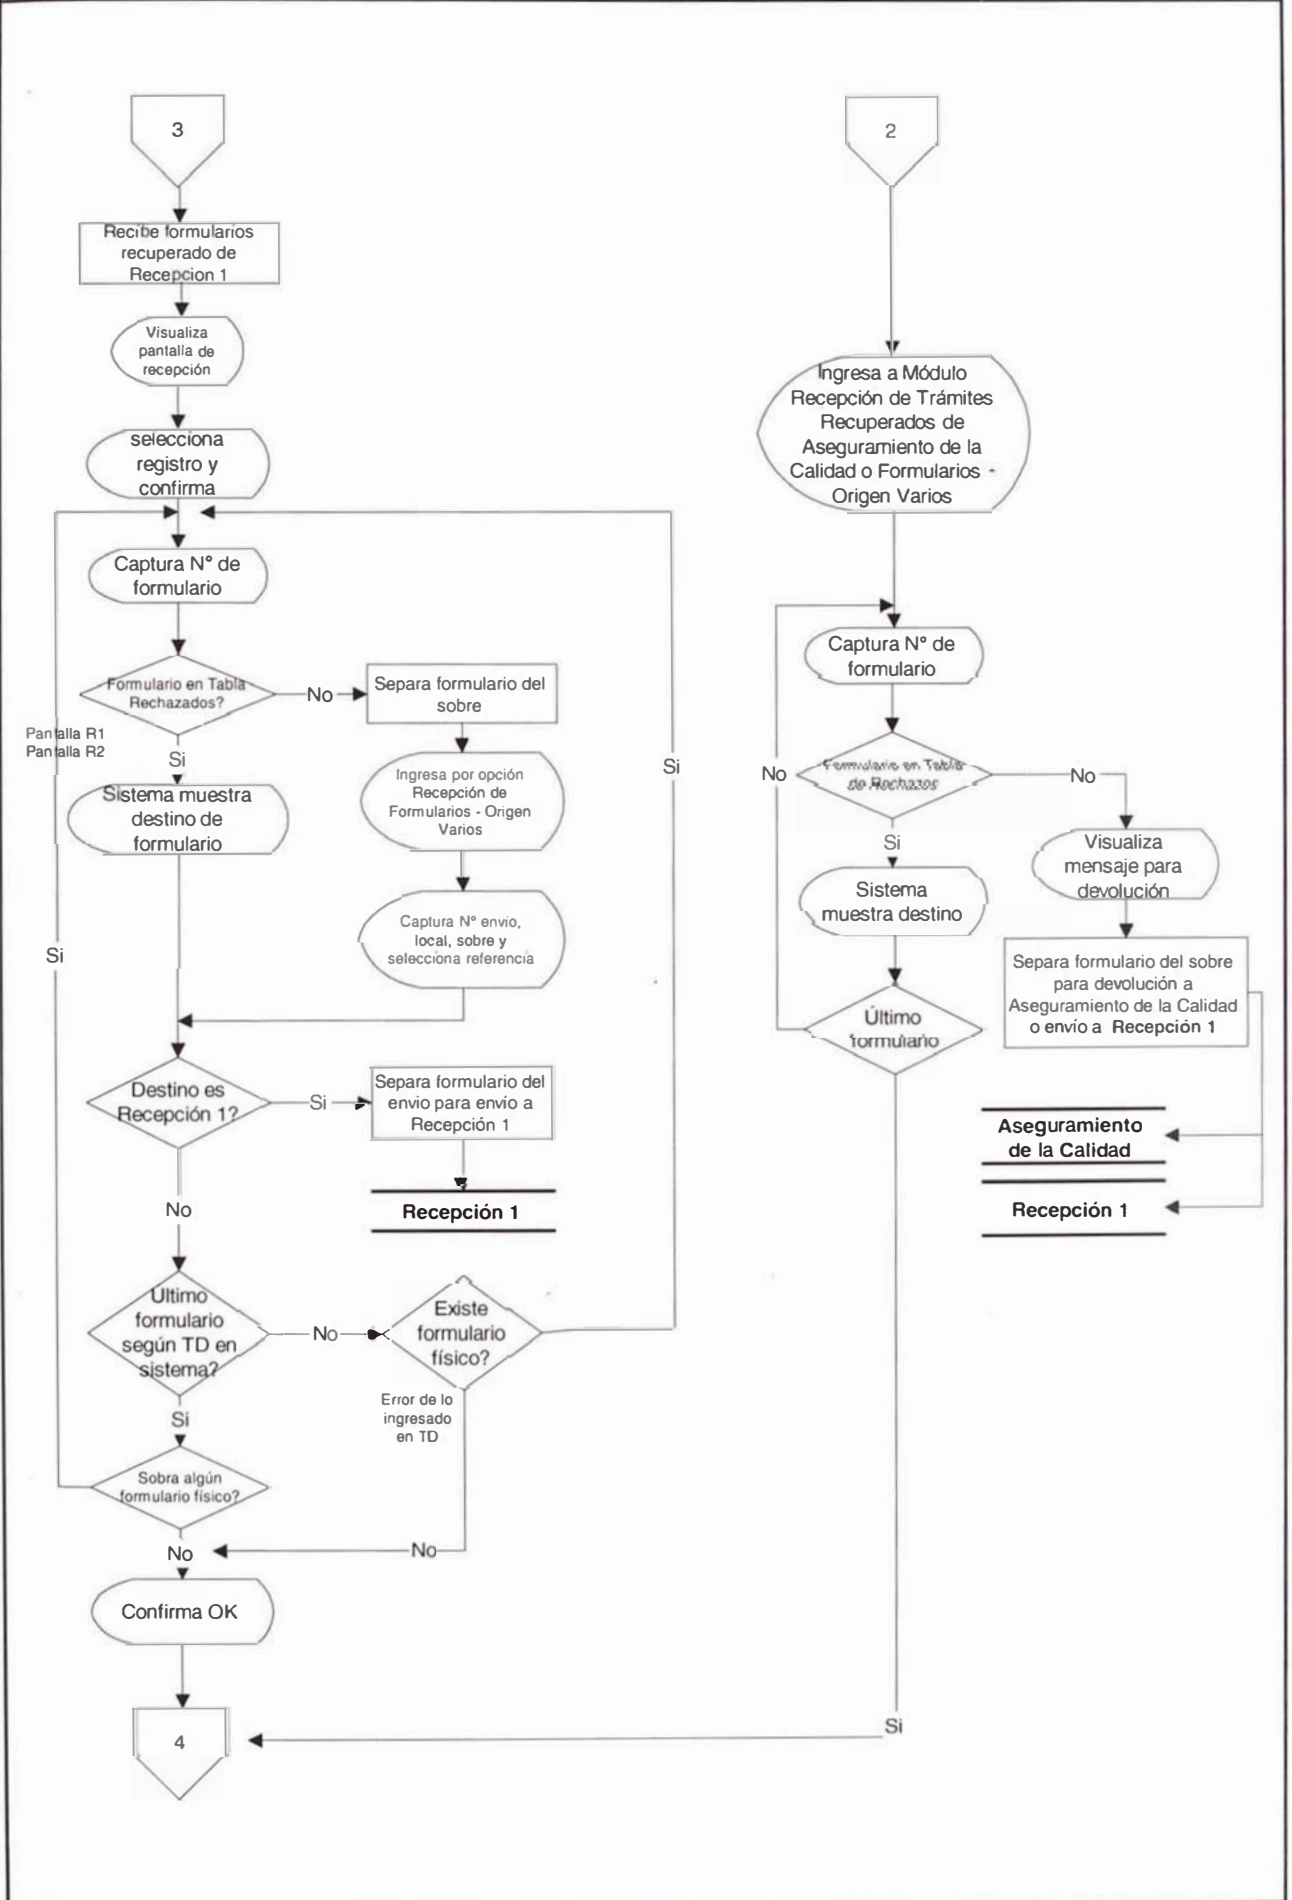 3
Recibe formularios
recuperado de
Recepcion 1
Visualiza
pantalla de
recepción
selecciona
registro y
confirma
Captura N° de
formulario
Formulario en Tabla
Rechazados?
No
Separa formulario del
sobre
Pantalla R1
Pantalla R2
Si
Sistema muestra
destino de
formulario
Ingresa por opción
Recepción de
Formularios - Origen
Varios
Captura N° envio,
local, sobre y
selecciona referencia
Si
Si
Destino es
Recepción 1?
Si
Separa formulario del
envio para envío a
Recepción 1
Recepción 1
No
Último
formulario
según TD en
sistema?
No
Existe
formulario
físico?
Error de lo
ingresado
en TD
Si
Sobra algún
formulario físico?
No
No
Confirma OK
4
2
Ingresa a Módulo
Recepción de Trámites
Recuperados de
Aseguramiento de la
Calidad o Formularios -
Origen Varios
Captura N° de
formulario
No
Formulario en Tabla
de Rechazos
No
Si
Visualiza
mensaje para
devolución
Sistema
muestra destino
Separa formulario del sobre
para devolución a
Aseguramiento de la Calidad
o envío a Recepción 1
Último
formulario
Aseguramiento
de la Calidad
Recepción 1
Si